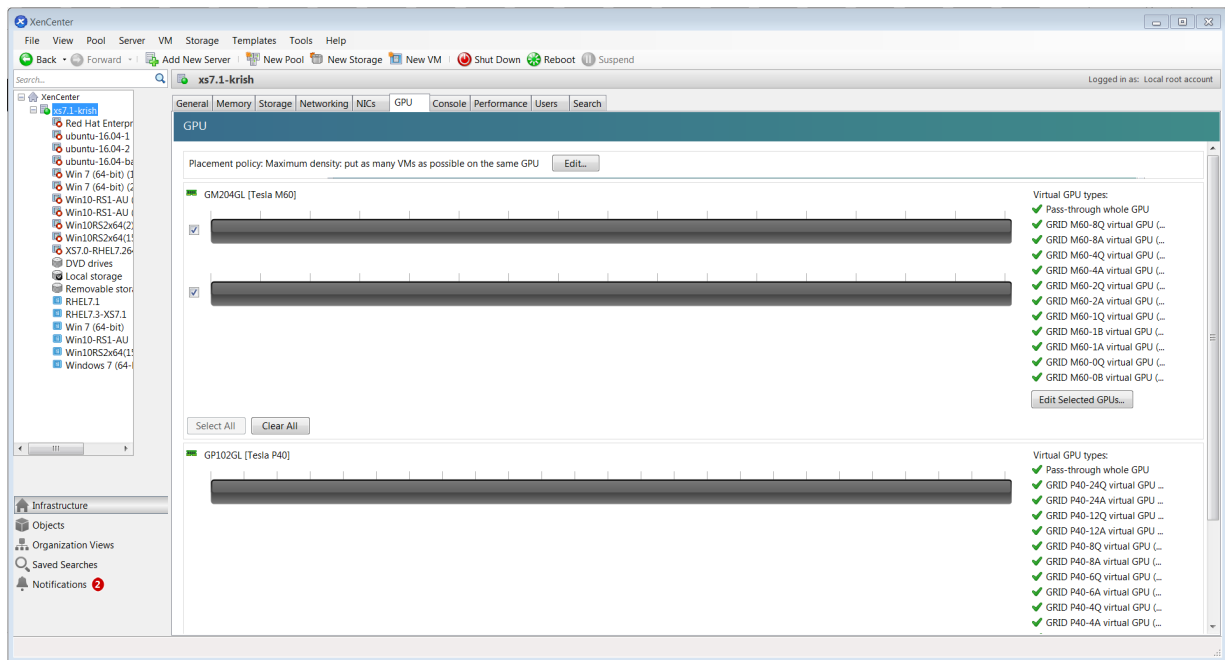 XenCenter
File View Pool Server VM Storage Templates Tools Help
Back Forward Add New Server New Pool New Storage New VM Shut Down Reboot Suspend
Search...
xs7.1-krish
Logged in as: Local root account
XenCenter
xs7.1-krish
Red Hat Enterpr
ubuntu-16.04-1
ubuntu-16.04-2
ubuntu-16.04-ba
Win 7 (64-bit) (1
Win 7 (64-bit) (2
Win10-RS1-AU (
Win10-RS1-AU (
Win10RS2x64(2)
Win10RS2x64(1!
XS7.0-RHEL7.26
DVD drives
Local storage
Removable stor
RHEL7.1
RHEL7.3-XS7.1
Win 7 (64-bit)
Win10-RS1-AU
Win10RS2x64(1!
Windows 7 (64-
Infrastructure
Objects
Organization Views
Saved Searches
Notifications 2
General Memory Storage Networking NICs GPU Console Performance Users Search
GPU
Placement policy: Maximum density: put as many VMs as possible on the same GPU Edit...
GM204GL [Tesla M60]
Virtual GPU types:
Pass-through whole GPU
GRID M60-8Q virtual GPU (...
GRID M60-8A virtual GPU (...
GRID M60-4Q virtual GPU (...
GRID M60-4A virtual GPU (...
GRID M60-2Q virtual GPU (...
GRID M60-2A virtual GPU (...
GRID M60-1Q virtual GPU (...
GRID M60-1B virtual GPU (...
GRID M60-1A virtual GPU (...
GRID M60-0Q virtual GPU (...
GRID M60-0B virtual GPU (...
Edit Selected GPUs...
Select All Clear All
GP102GL [Tesla P40]
Virtual GPU types:
Pass-through whole GPU
GRID P40-24Q virtual GPU ...
GRID P40-24A virtual GPU ...
GRID P40-12Q virtual GPU ...
GRID P40-12A virtual GPU ...
GRID P40-8Q virtual GPU (...
GRID P40-8A virtual GPU (...
GRID P40-6Q virtual GPU (...
GRID P40-6A virtual GPU (...
GRID P40-4Q virtual GPU (...
GRID P40-4A virtual GPU (...